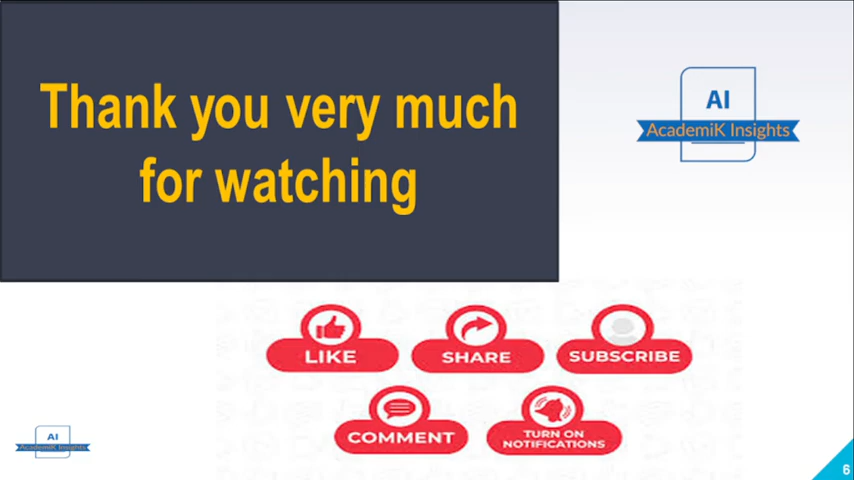 Thank you very much
for watching
AI
AcademiK Insights
LIKE
SHARE
SUBSCRIBE
COMMENT
TURN ON
NOTIFICATIONS
AI
AcademiK Insights
6